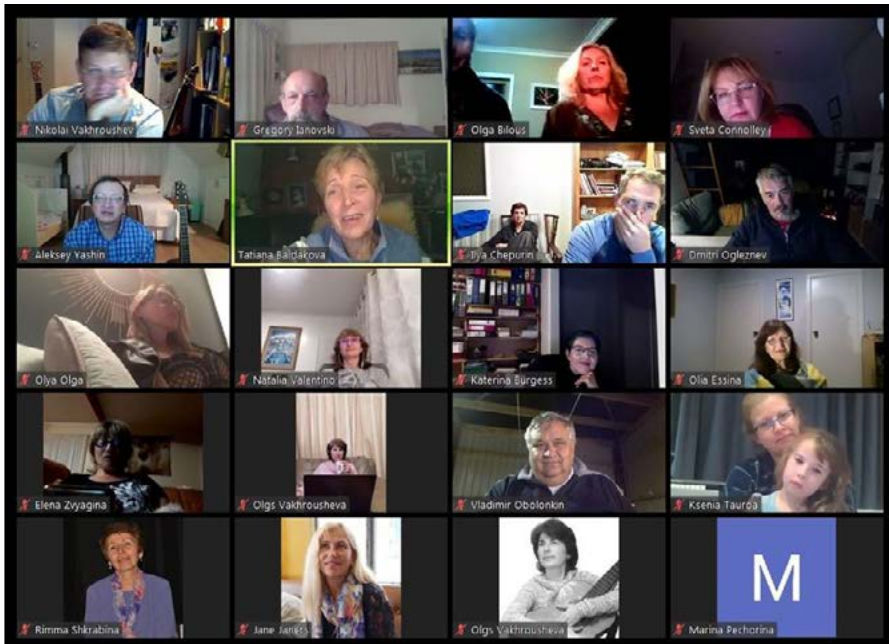 Nikolai Vakhroushev
Gregory Ianovski
Olga Bilous
Sveta Connolley
Aleksey Yashin
Tatiana Baldakova
Ilya Chepurin
Dmitri Ogleznev
Olya Olga
Natalia Valentino
Katerina Burgess
Olia Essina
Elena Zvyagina
Olgs Vakhrousheva
Vladimir Obolonkin
Ksenia Tauroa
Rimma Shkrabina
Jane Janets
Olgs Vakhrousheva
M
Marina Pechorina